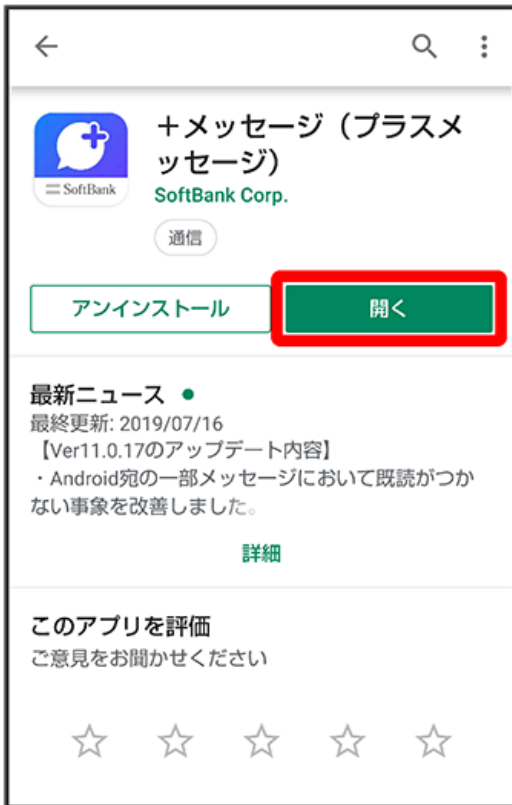 ＋メッセージ（プラスメ
ッセージ）
SoftBank
SoftBank Corp.
通信
アンインストール
開く
最新ニュース
最終更新: 2019/07/16
【Ver11.0.17のアップデート内容】
・Android宛の一部メッセージにおいて既読がつか
ない事象を改善しました。
詳細
このアプリを評価
ご意見をお聞かせください